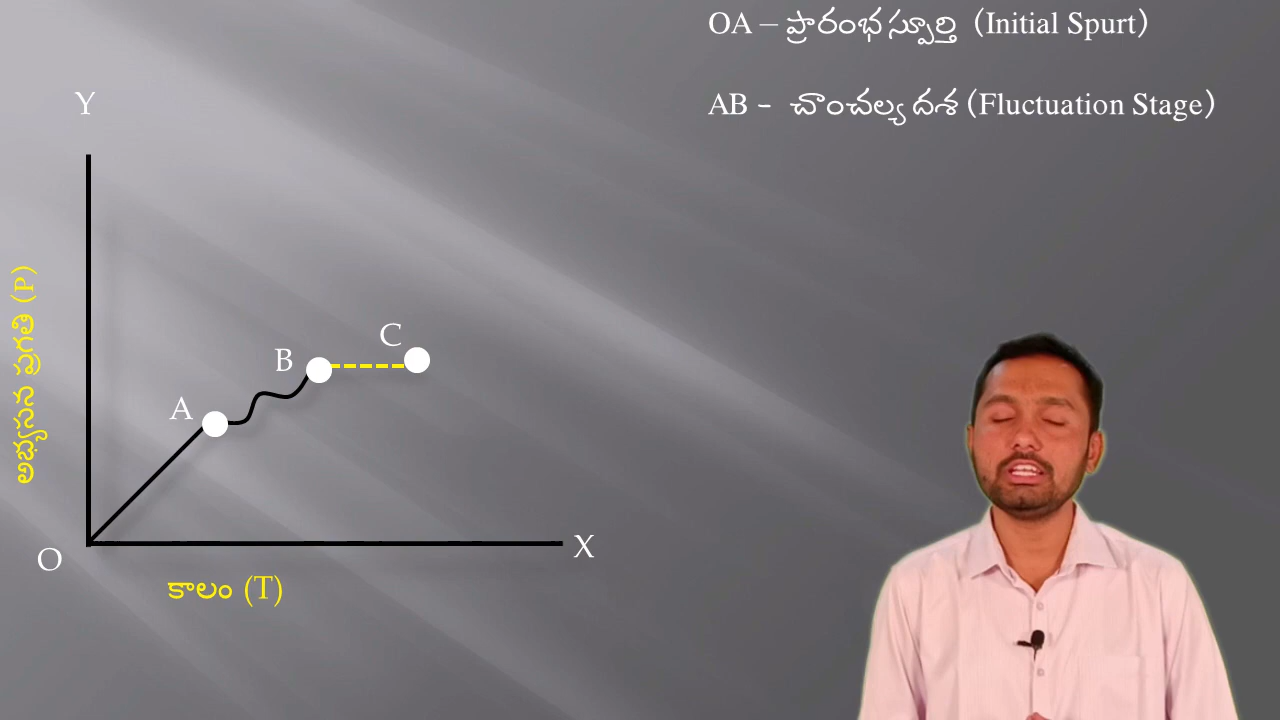 OA – ప్రారంభ స్పూర్తి (Initial Spurt)
AB - చాంచల్య దశ (Fluctuation Stage)
Y
అభ్యసన ప్రగతి (P)
C
B
A
O
X
కాలం (T)